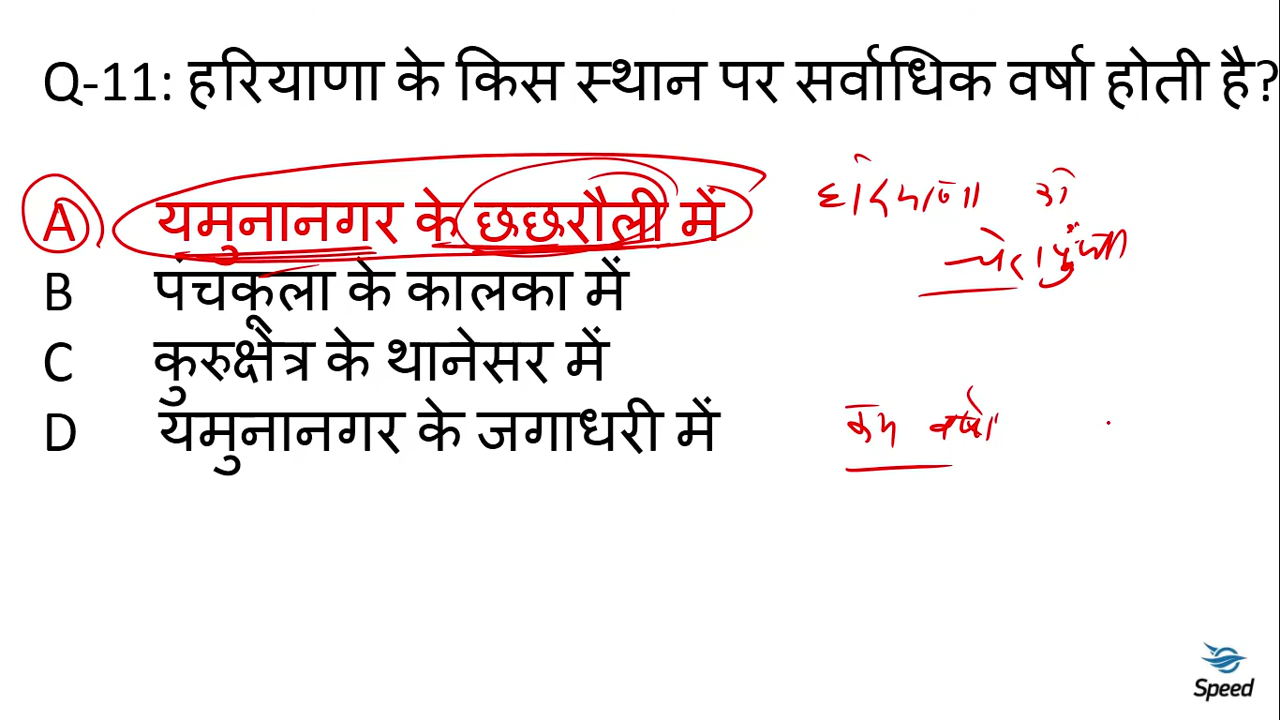 Q-11: हरियाणा के किस स्थान पर सर्वाधिक वर्षा होती है?
A यमुनानगर के छछरौली में
हरियाणा का
चेरापूंजी
B पंचकूला के कालका में
C कुरुक्षेत्र के थानेसर में
D यमुनानगर के जगाधरी में
कम वर्षा
Speed